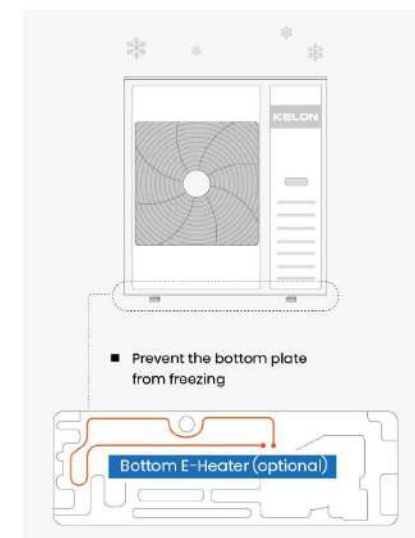 KELON
Prevent the bottom plate
from freezing
Bottom E-Heater (optional)